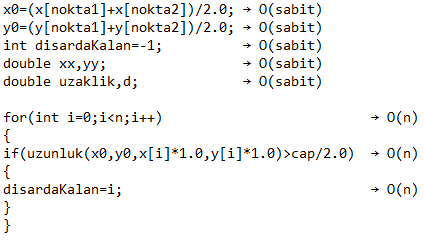 x0=(x[nokta1]+x[nokta2])/2.0; → O(sabit)
y0=(y[nokta1]+y[nokta2])/2.0; → O(sabit)
int disardaKalan=-1; → O(sabit)
double xx,yy; → O(sabit)
double uzaklik,d; → O(sabit)
for(int i=0;i<n;i++) → O(n)
{
if(uzunluk(x0,y0,x[i]*1.0,y[i]*1.0)>cap/2.0) → O(n)
{
disardaKalan=i; → O(n)
}
}